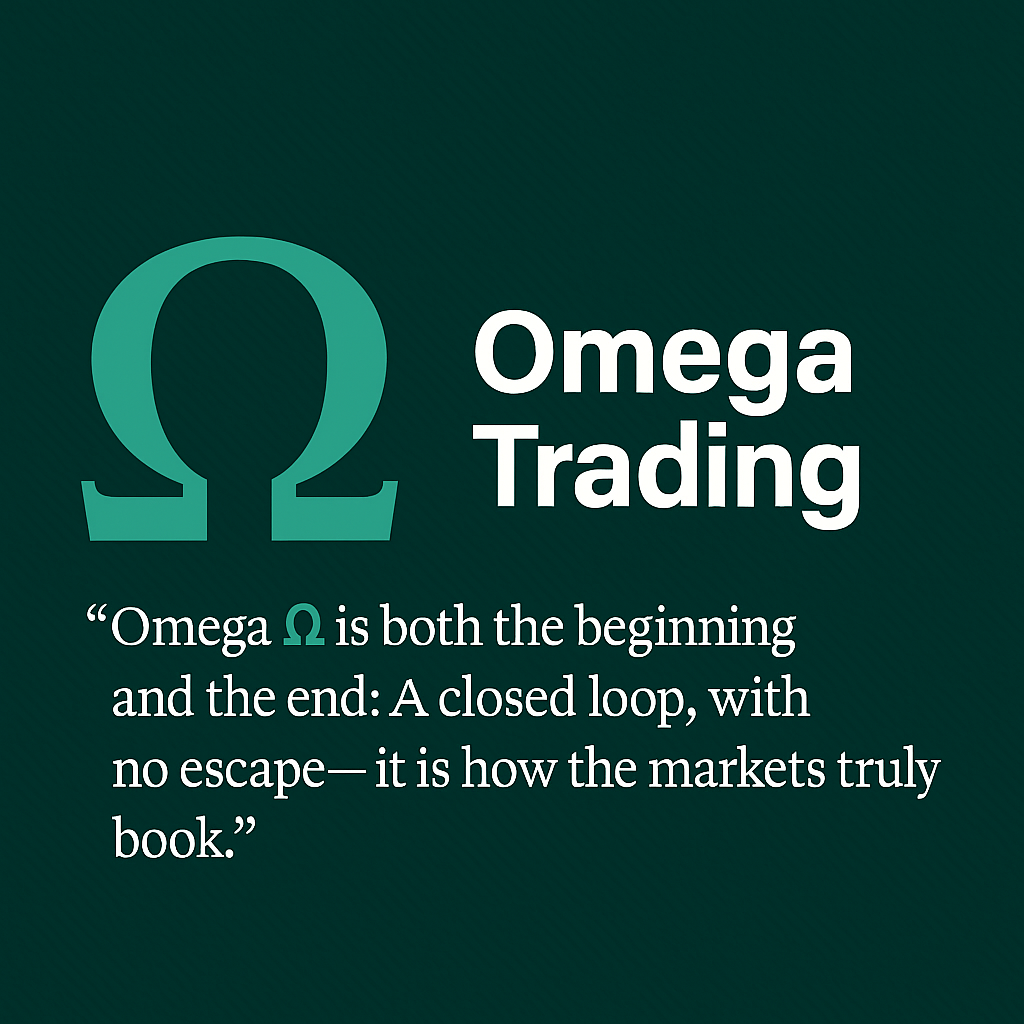 Ω
Omega
Trading
“Omega Ω is both the beginning
and the end: A closed loop, with
no escape—it is how the markets truly
book.”